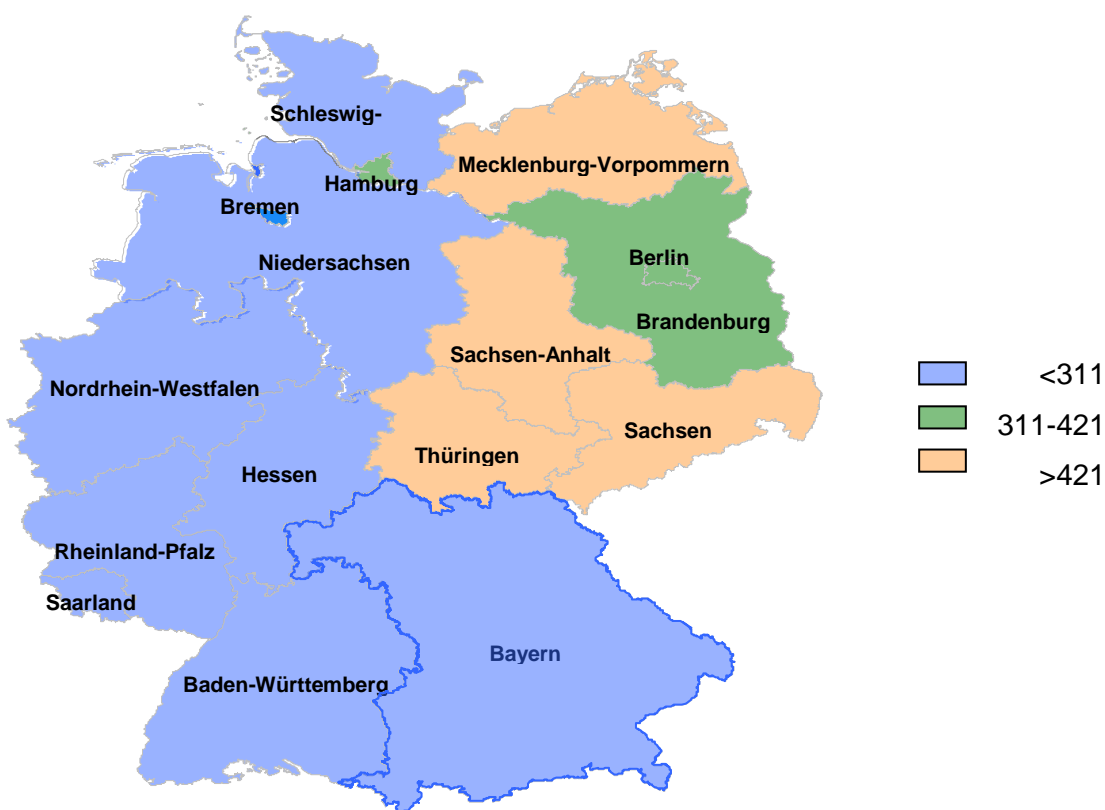 Schleswig-
Mecklenburg-Vorpommern
Hamburg
Bremen
Niedersachsen
Berlin
Brandenburg
Sachsen-Anhalt
Nordrhein-Westfalen
Sachsen
Thüringen
Hessen
Rheinland-Pfalz
Saarland
Bayern
Baden-Württemberg
<311
311-421
>421